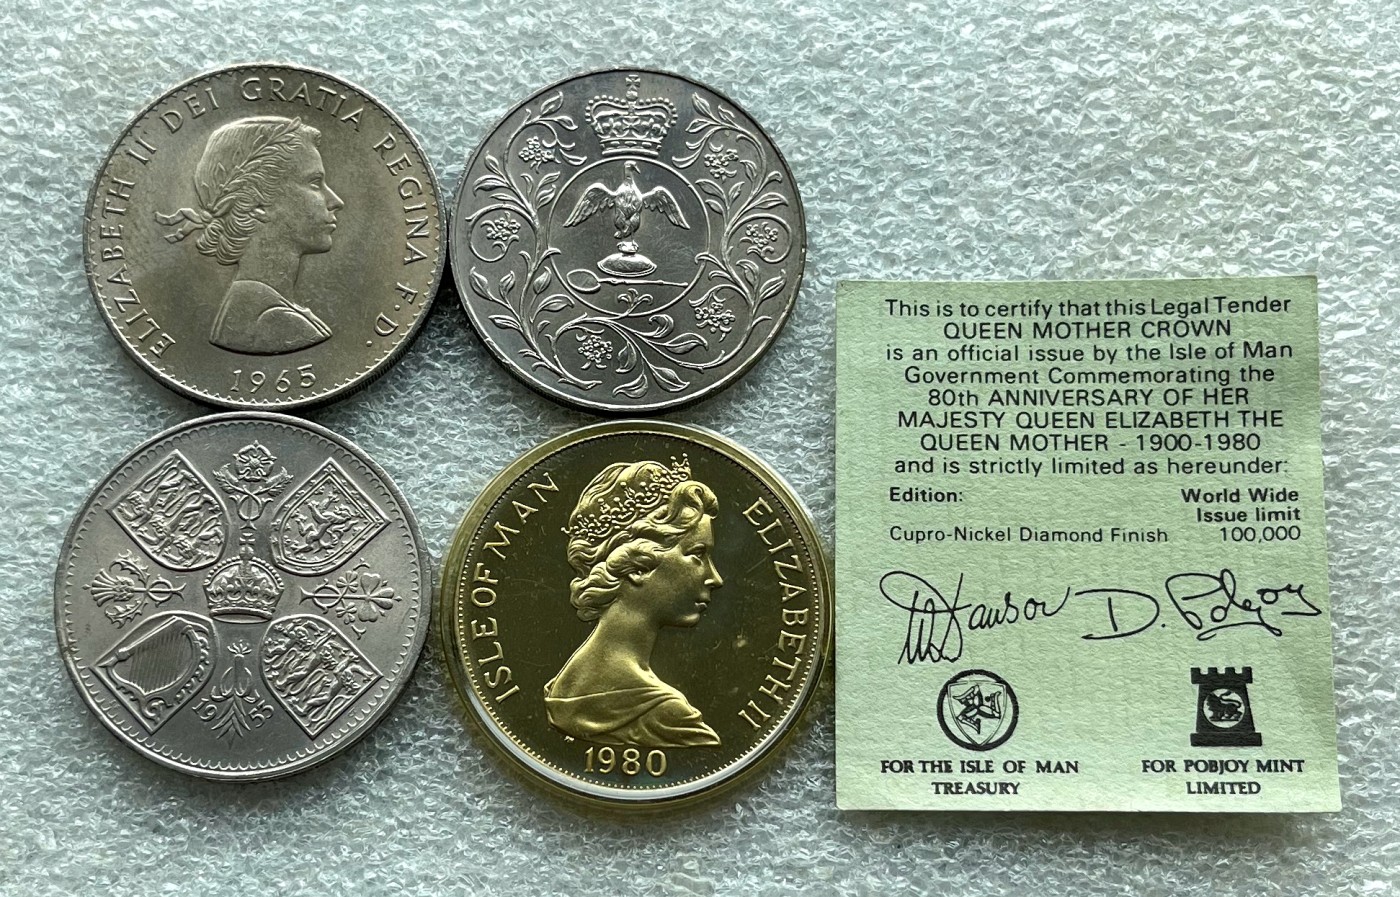 ELIZABETH II DEI GRATIA REGINA F·D·
1965
1953
ISLE OF MAN
ELIZABETH II
1980
This is to certify that this Legal Tender
QUEEN MOTHER CROWN
is an official issue by the Isle of Man
Government Commemorating the
80th ANNIVERSARY OF HER
MAJESTY QUEEN ELIZABETH THE
QUEEN MOTHER - 1900-1980
and is strictly limited as hereunder:
Edition:
World Wide
Issue limit
Cupro-Nickel Diamond Finish 100,000
D. Pobjoy
FOR THE ISLE OF MAN
TREASURY
FOR POBJOY MINT
LIMITED